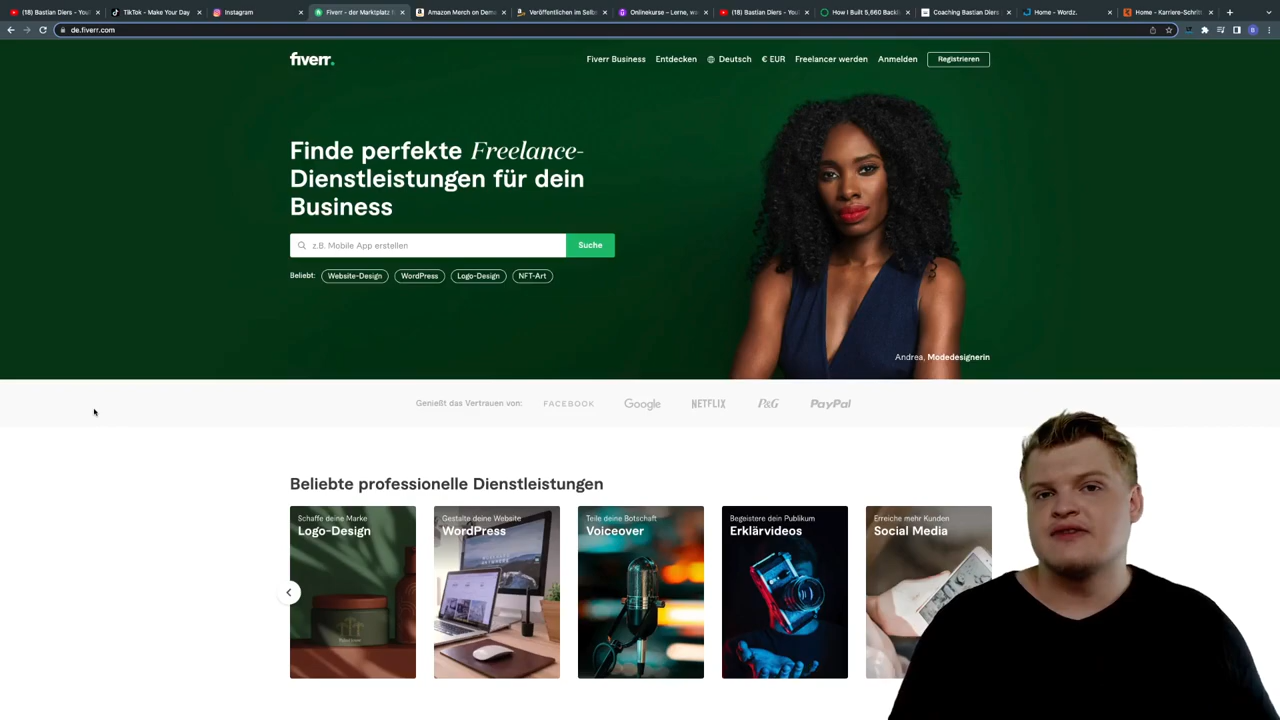 (18) Bastian Diers - You
TikTok - Make Your Day
Instagram
Fiverr - der Marktplatz
Amazon Merch on Dem
Veröffentlichen im Selb
Onlinekurse – Lerne, wa
(18) Bastian Diers - You
How I Built 5,660 Backl
Coaching Bastian Diers
Home - Wordz.
Home - Karriere-Schritt
de.fiverr.com
fiverr.
Fiverr Business
Entdecken
Deutsch
€ EUR
Freelancer werden
Anmelden
Registrieren
Finde perfekte Freelance-
Dienstleistungen für dein
Business
z.B. Mobile App erstellen
Suche
Beliebt:
Website-Design
WordPress
Logo-Design
NFT-Art
Andrea, Modedesignerin
Genießt das Vertrauen von:
FACEBOOK
Google
NETFLIX
P&G
PayPal
Beliebte professionelle Dienstleistungen
Schaffe deine Marke
Logo-Design
Gestalte deine Website
WordPress
Teile deine Botschaft
Voiceover
Begeistere dein Publikum
Erklärvideos
Erreiche mehr Kunden
Social Media